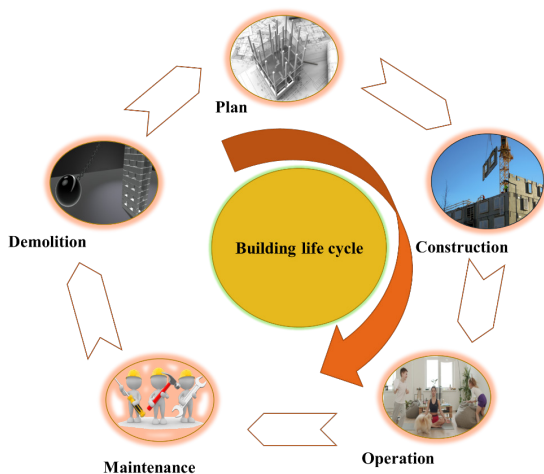 Plan
Construction
Operation
Maintenance
Demolition
Building life cycle